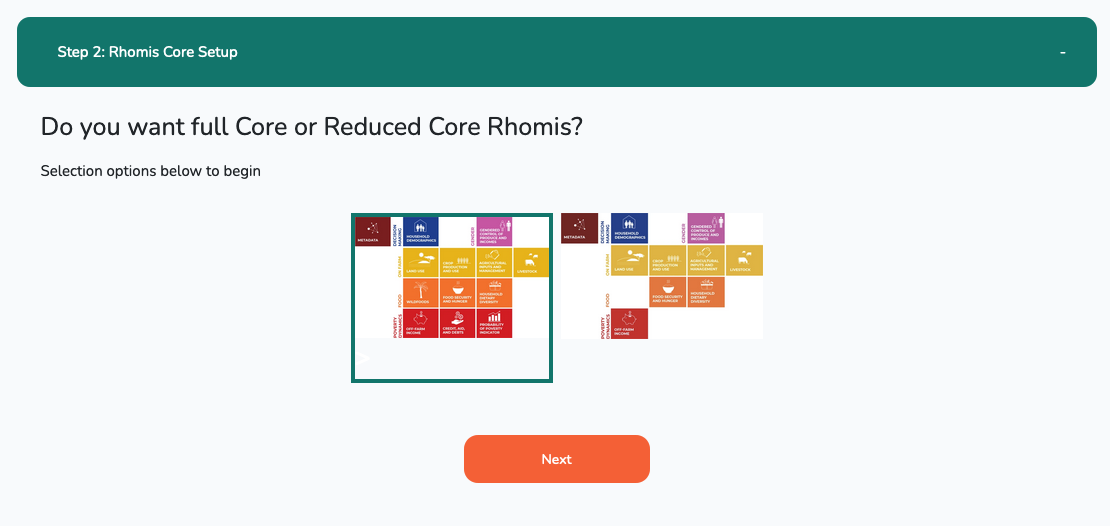 Step 2: Rhomis Core Setup
-
Do you want full Core or Reduced Core Rhomis?
Selection options below to begin
METADATA
DECISION
MAKING
HOUSEHOLD
DEMOGRAPHICS
GENDER
GENDERED
CONTROL OF
PRODUCE AND
INCOMES
ON FARM
LAND USE
CROP
PRODUCTION
AND USE
AGRICULTURAL
INPUTS AND
MANAGEMENT
LIVESTOCK
FOOD
WILDFOODS
FOOD SECURITY
AND HUNGER
HOUSEHOLD
DIETARY
DIVERSITY
POVERTY
DYNAMICS
OFF-FARM
INCOME
CREDIT, AID,
AND DEBTS
PROBABILITY
OF POVERTY
INDICATOR
METADATA
DECISION
MAKING
HOUSEHOLD
DEMOGRAPHICS
GENDER
GENDERED
CONTROL OF
PRODUCE AND
INCOMES
ON FARM
LAND USE
CROP
PRODUCTION
AND USE
AGRICULTURAL
INPUTS AND
MANAGEMENT
LIVESTOCK
FOOD
FOOD SECURITY
AND HUNGER
HOUSEHOLD
DIETARY
DIVERSITY
POVERTY
DYNAMICS
OFF-FARM
INCOME
Next